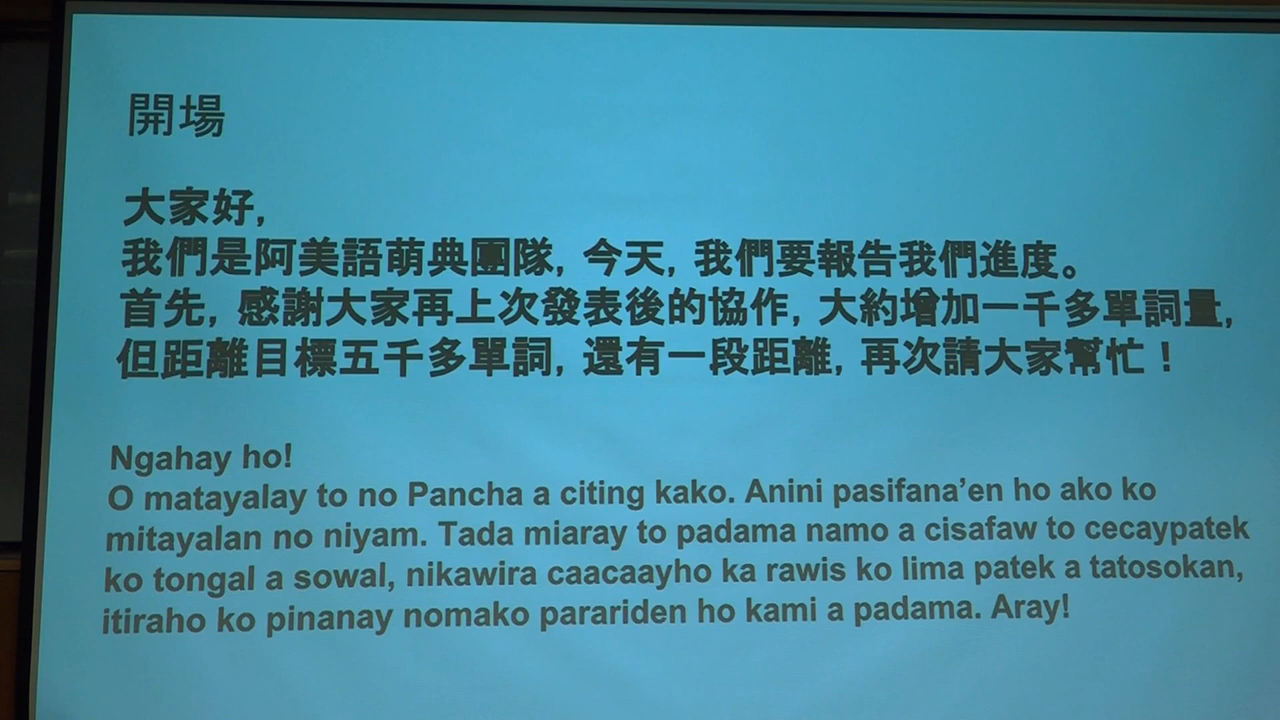 開場
大家好,
我們是阿美語萌典團隊, 今天, 我們要報告我們進度。
首先, 感謝大家再上次發表後的協作, 大約增加一千多單詞量,
但距離目標五千多單詞, 還有一段距離, 再次請大家幫忙！
Ngahay ho!
O matayalay to no Pancha a citing kako. Anini pasifana’en ho ako ko
mitayalan no niyam. Tada miaray to padama namo a cisafaw to cecaypatek
ko tongal a sowal, nikawira caacaayho ka rawis ko lima patek a tatosokan,
itiraho ko pinanay nomako parariden ho kami a padama. Aray!